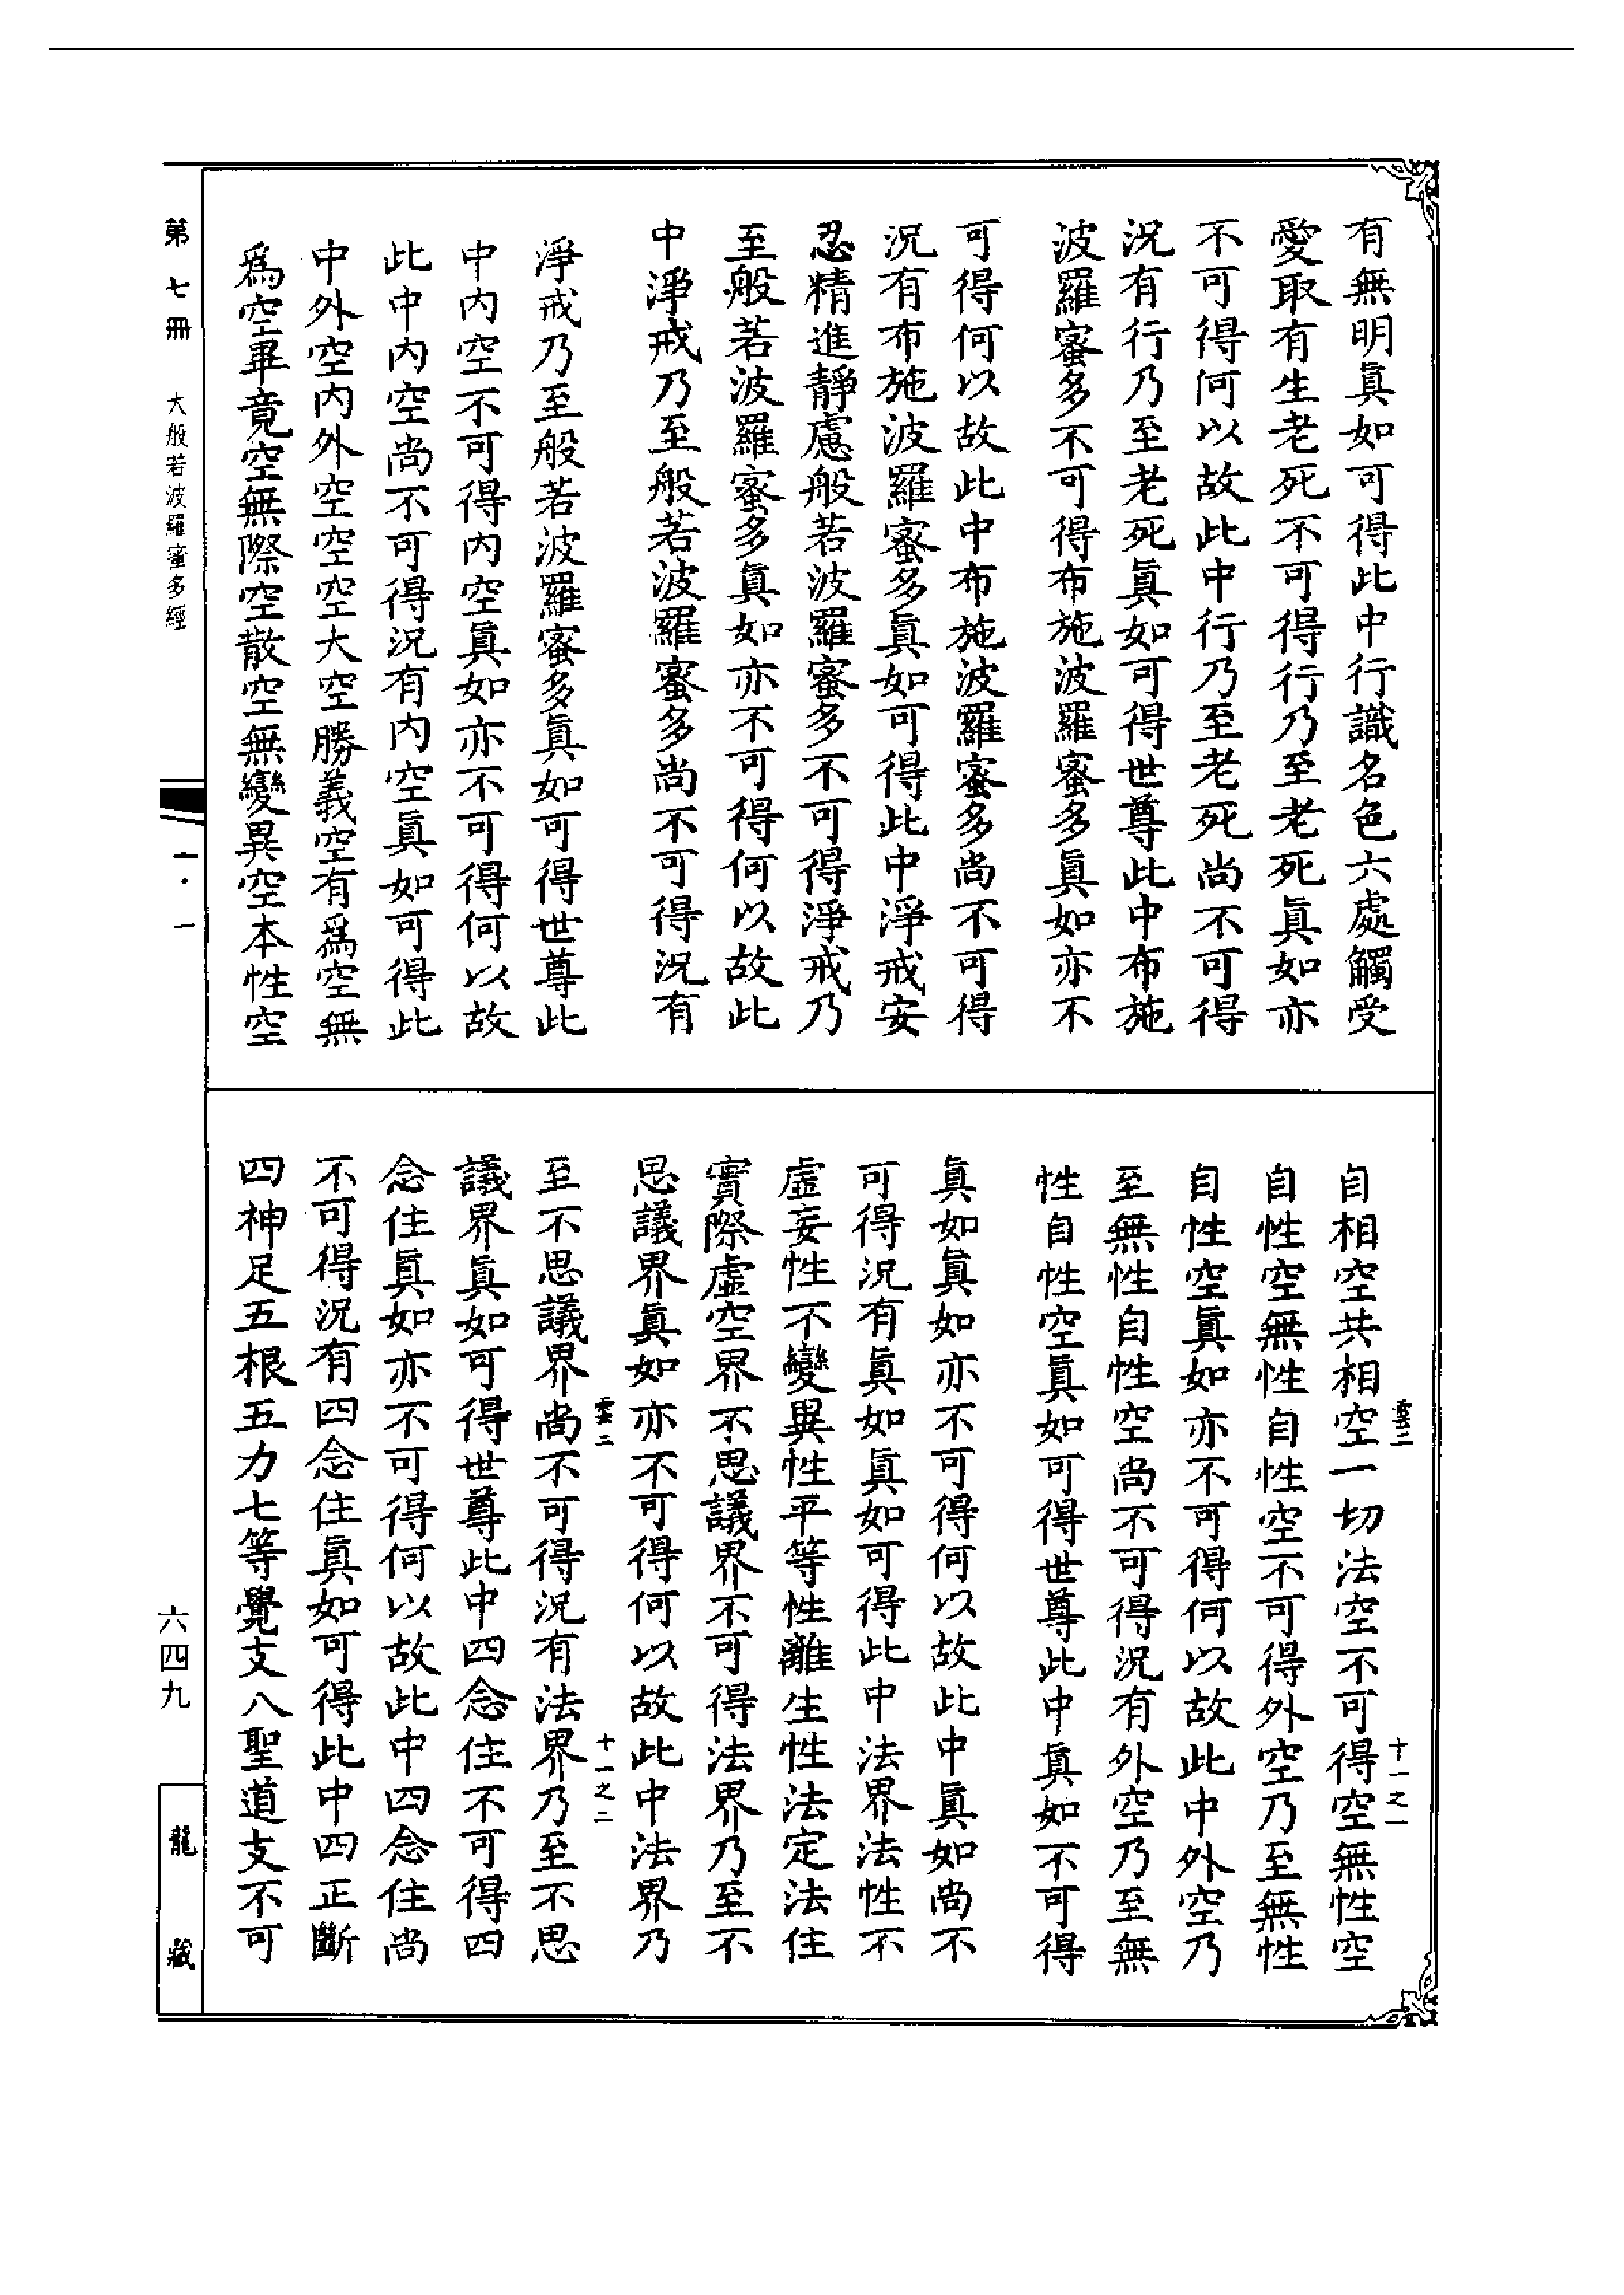 有無明眞如可得此中行識名色六處觸受
愛取有生老死不可得行乃至老死眞如亦
不可得何以故此中行乃至老死尚不可得
況有行乃至老死眞如可得世尊此中布施
波羅蜜多不可得布施波羅蜜多眞如亦不
可得何以故此中布施波羅蜜多尚不可得
況有布施波羅蜜多眞如可得此中淨戒安
忍精進靜慮般若波羅蜜多不可得淨戒乃
至般若波羅蜜多眞如亦不可得何以故此
中淨戒乃至般若波羅蜜多尚不可得況有
淨戒乃至般若波羅蜜多眞如可得世尊此
中內空不可得內空眞如亦不可得何以故
此中內空尚不可得況有內空眞如可得此
中外空內外空空空大空勝義空有爲空無
爲空畢竟空無際空散空無變異空本性空
自相空共相空一切法空不可得空無性空
自性空無性自性空不可得外空乃至無性
自性空眞如亦不可得何以故此中外空乃
至無性自性空尚不可得況有外空乃至無
性自性空眞如可得世尊此中眞如不可得
眞如眞如亦不可得何以故此中眞如尚不
可得況有眞如眞如可得此中法界法性不
虛妄性不變異性平等性離生性法定法住
實際虛空界不思議界不可得法界乃至不
思議界眞如亦不可得何以故此中法界乃
至不思議界尚不可得況有法界乃至不思
議界眞如可得世尊此中四念住不可得四
念住眞如亦不可得何以故此中四念住尚
不可得況有四念住眞如可得此中四正斷
四神足五根五力七等覺支八聖道支不可
雲二
十一之一
雲二
十一之二
第七冊
大般若波羅蜜多經
一·一
六四九
龍藏